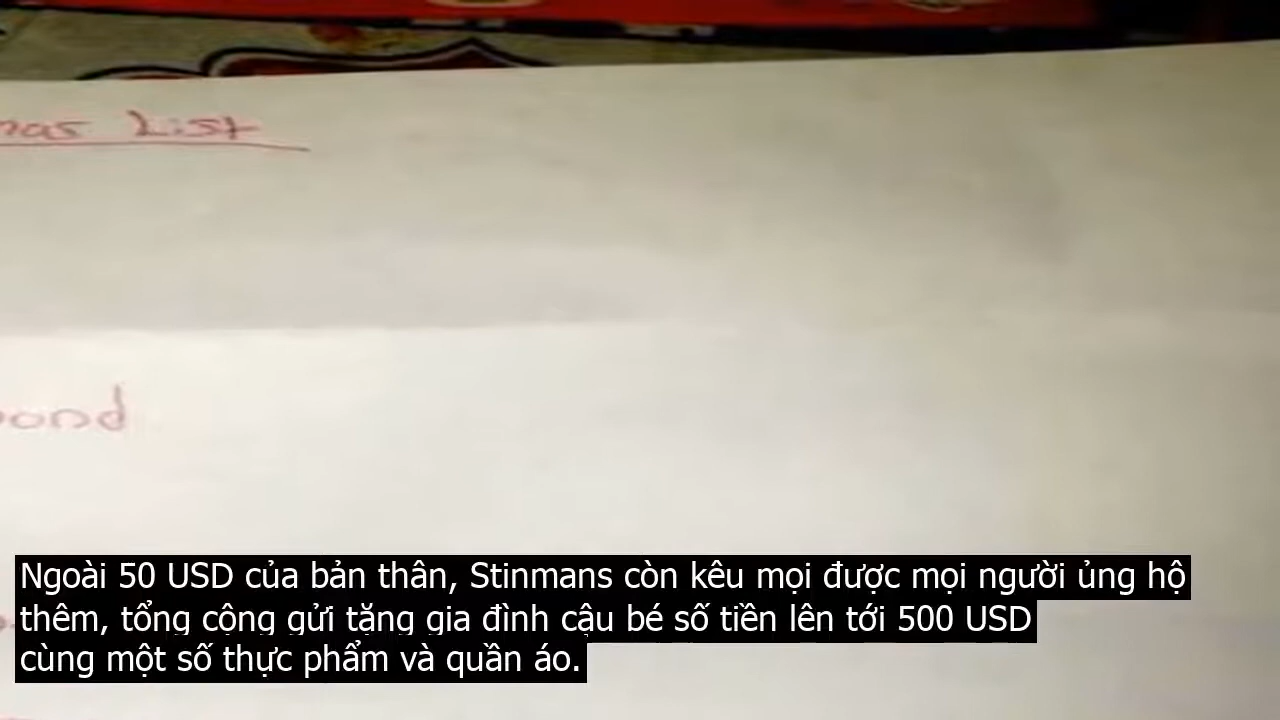 List
Ngoài 50 USD của bản thân, Stinmans còn kêu mọi được mọi người ủng hộ
thêm, tổng cộng gửi tặng gia đình cậu bé số tiền lên tới 500 USD
cùng một số thực phẩm và quần áo.